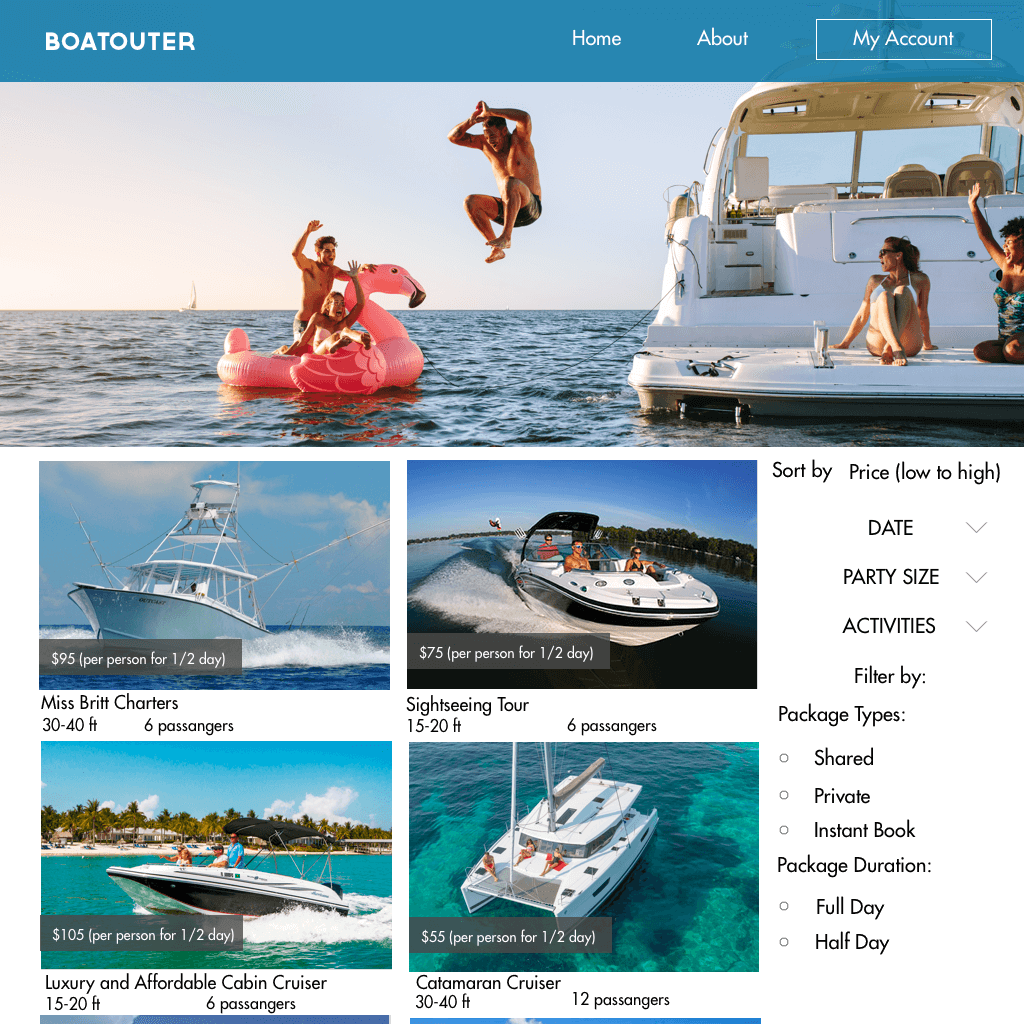 BOATOUTER
Home
About
My Account
$95 (per person for 1/2 day)
Miss Britt Charters
30-40 ft
6 passangers
$75 (per person for 1/2 day)
Sightseeing Tour
15-20 ft
6 passangers
$105 (per person for 1/2 day)
Luxury and Affordable Cabin Cruiser
15-20 ft
6 passangers
$55 (per person for 1/2 day)
Catamaran Cruiser
30-40 ft
12 passangers
Sort by
Price (low to high)
DATE
PARTY SIZE
ACTIVITIES
Filter by:
Package Types:
Shared
Private
Instant Book
Package Duration:
Full Day
Half Day